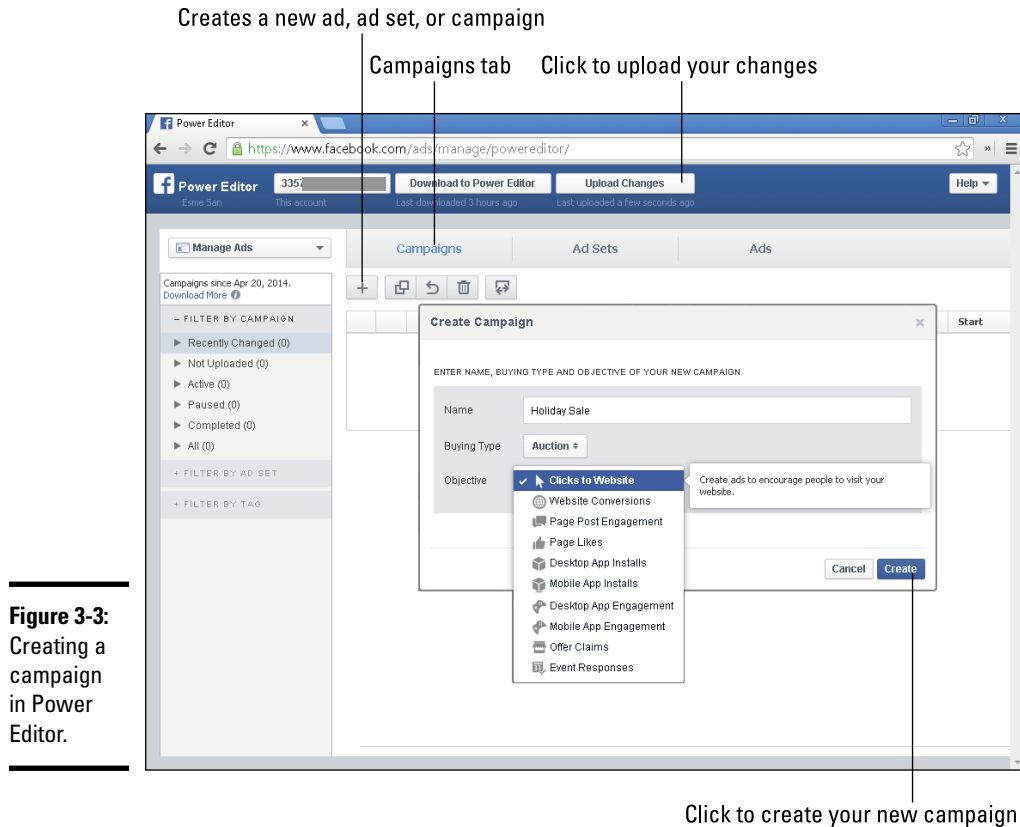 Creates a new ad, ad set, or campaign
Campaigns tab
Click to upload your changes
Power Editor
https://www.facebook.com/ads/manage/powereditor/
Power Editor
3357
Download to Power Editor
Upload Changes
Help
Esme San
This account
Last downloaded 3 hours ago
Last uploaded a few seconds ago
Manage Ads
Campaigns
Ad Sets
Ads
Campaigns since Apr 20, 2014.
Download More
– FILTER BY CAMPAIGN
Recently Changed (0)
Not Uploaded (0)
Active (0)
Paused (0)
Completed (0)
All (0)
+ FILTER BY AD SET
+ FILTER BY TAG
Start
Create Campaign
ENTER NAME, BUYING TYPE AND OBJECTIVE OF YOUR NEW CAMPAIGN
Name
Holiday Sale
Buying Type
Auction
Objective
Clicks to Website
Website Conversions
Page Post Engagement
Page Likes
Desktop App Installs
Mobile App Installs
Desktop App Engagement
Mobile App Engagement
Offer Claims
Event Responses
Create ads to encourage people to visit your
website.
Cancel
Create
Figure 3-3:
Creating a
campaign
in Power
Editor.
Click to create your new campaign